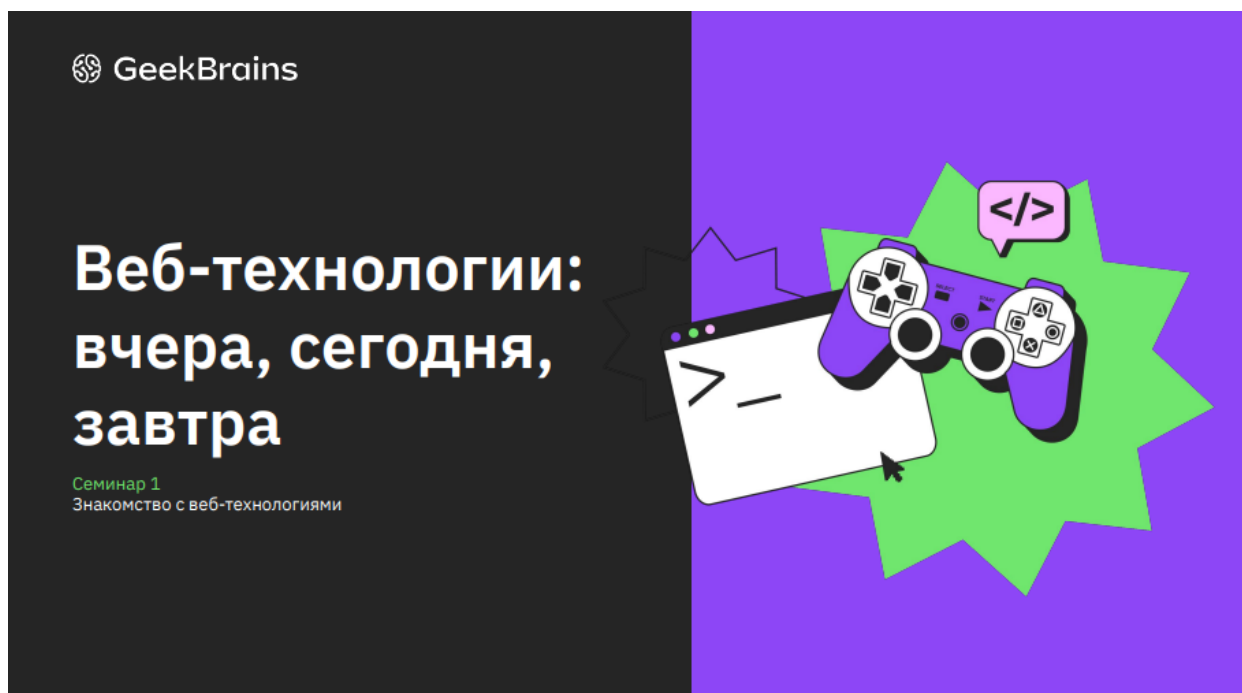 GeekBrains
Веб-технологии:
вчера, сегодня,
завтра
Семинар 1
Знакомство с веб-технологиями
</>
SELECT
START
>_